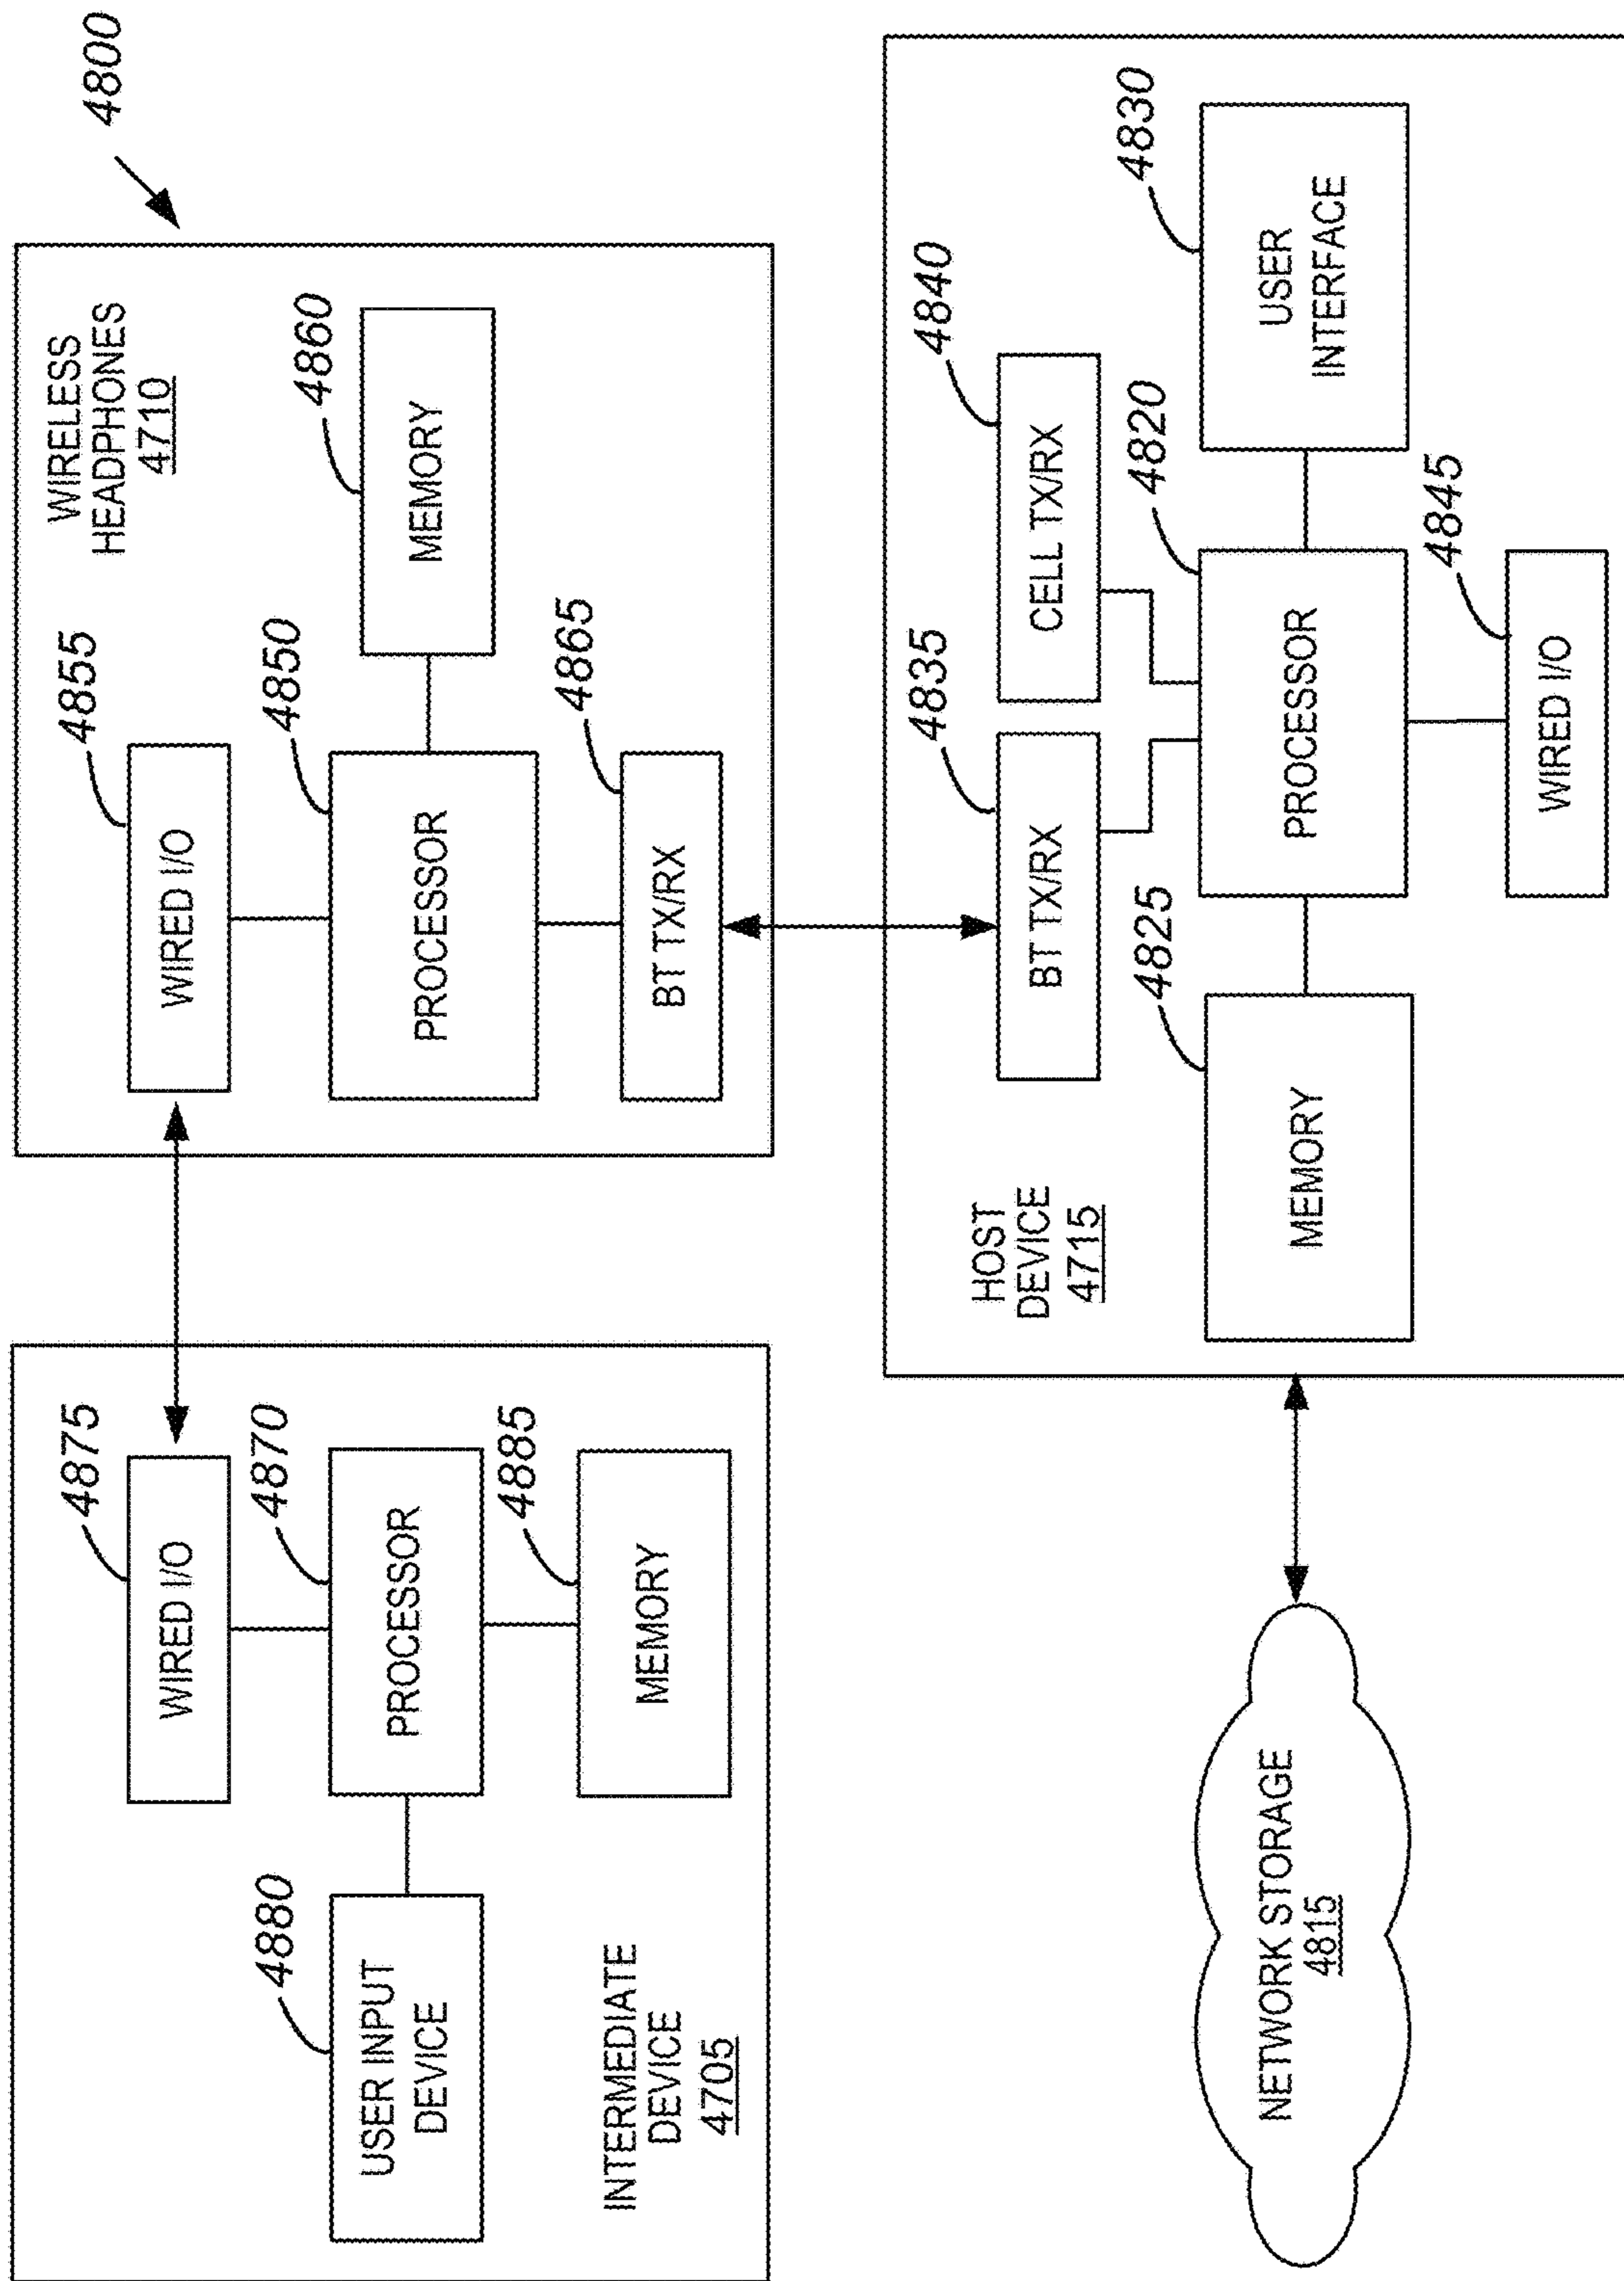 4800
INTERMEDIATE
DEVICE
4705
4875
WIRED I/O
4870
PROCESSOR
4880
USER INPUT
DEVICE
4885
MEMORY
WIRELESS
HEADPHONES
4710
4855
WIRED I/O
4850
PROCESSOR
4860
MEMORY
4865
BT TX/RX
NETWORK STORAGE
4815
HOST
DEVICE
4715
4835
BT TX/RX
4840
CELL TX/RX
4825
MEMORY
4820
PROCESSOR
4830
USER
INTERFACE
4845
WIRED I/O